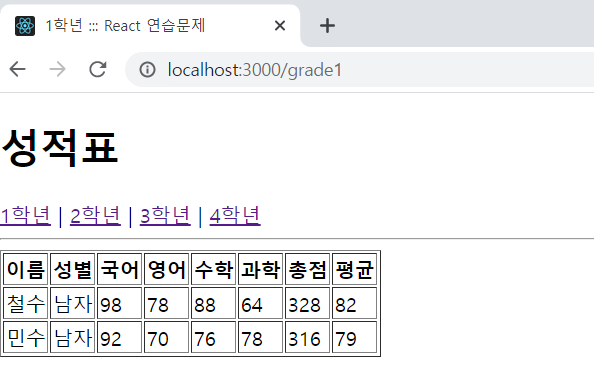 1학년 ::: React 연습문제
localhost:3000/grade1
성적표
1학년 | 2학년 | 3학년 | 4학년
이름 성별 국어 영어 수학 과학 총점 평균
철수 남자 98 78 88 64 328 82
민수 남자 92 70 76 78 316 79